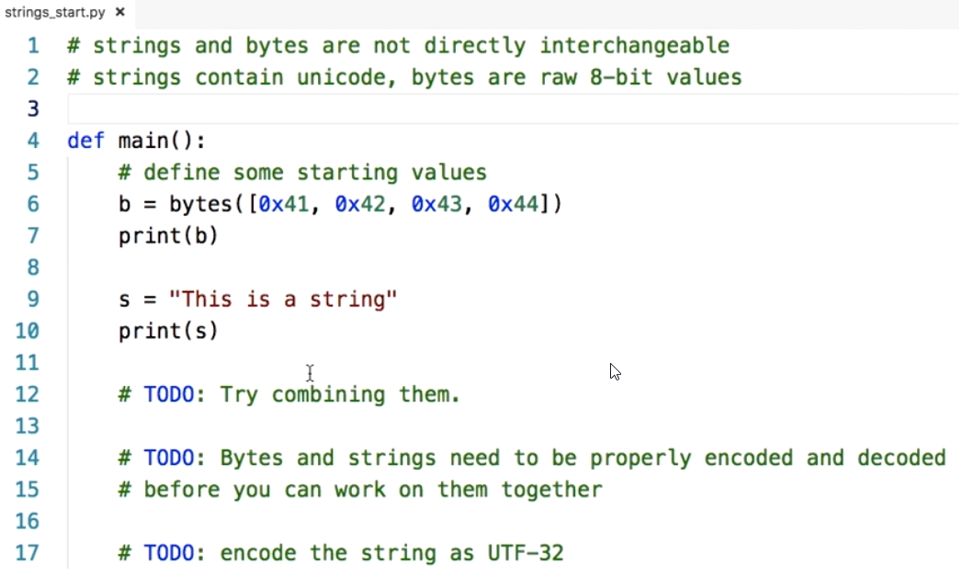 strings_start.py ×
1 # strings and bytes are not directly interchangeable
2 # strings contain unicode, bytes are raw 8-bit values
3
4 def main():
5     # define some starting values
6     b = bytes([0x41, 0x42, 0x43, 0x44])
7     print(b)
8
9     s = "This is a string"
10     print(s)
11
12     # TODO: Try combining them.
13
14     # TODO: Bytes and strings need to be properly encoded and decoded
15     # before you can work on them together
16
17     # TODO: encode the string as UTF-32